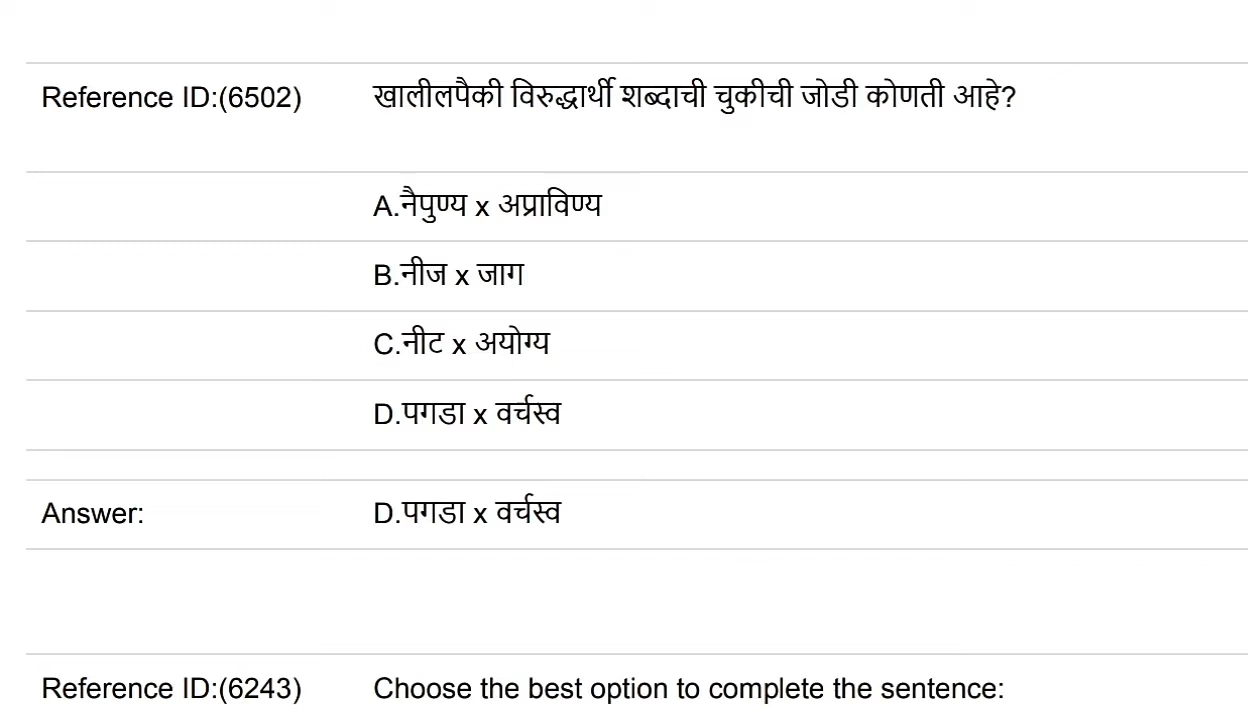 Reference ID:(6502) खालीलपैकी विरुद्धार्थी शब्दाची चुकीची जोडी कोणती आहे?
A.नैपुण्य x अप्राविण्य
B.नीज x जाग
C.नीट x अयोग्य
D.पगडा x वर्चस्व
Answer: D.पगडा x वर्चस्व
Reference ID:(6243) Choose the best option to complete the sentence: